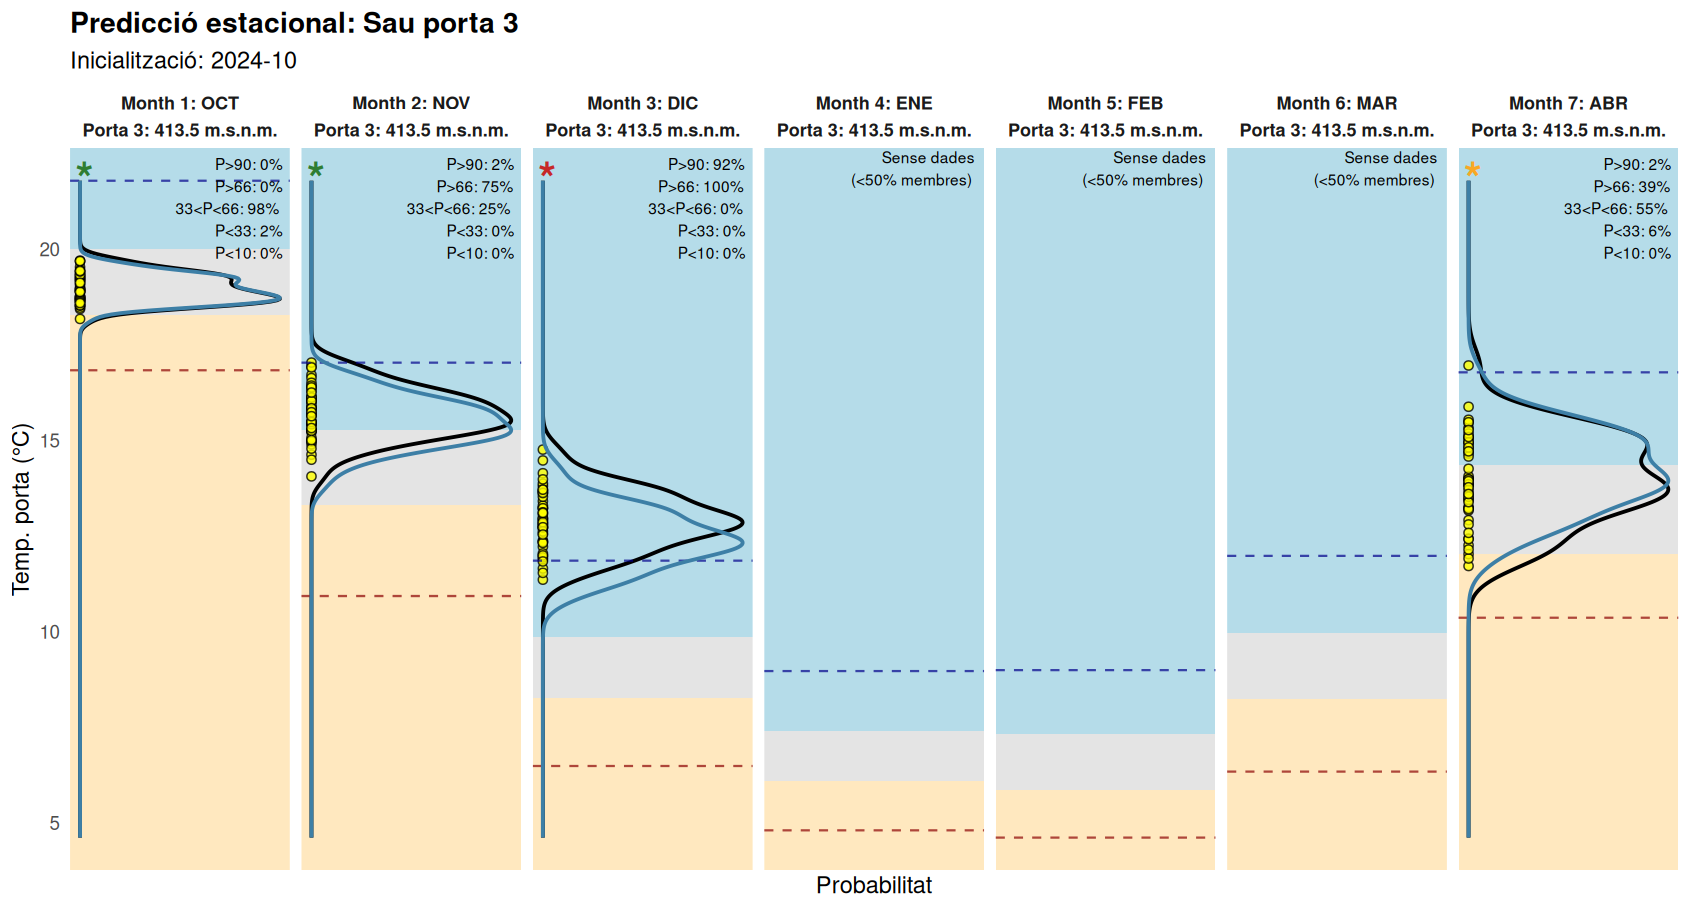 Predicció estacional: Sau porta 3
Inicialització: 2024-10
Month 1: OCT
Porta 3: 413.5 m.s.n.m.
Month 2: NOV
Porta 3: 413.5 m.s.n.m.
Month 3: DIC
Porta 3: 413.5 m.s.n.m.
Month 4: ENE
Porta 3: 413.5 m.s.n.m.
Month 5: FEB
Porta 3: 413.5 m.s.n.m.
Month 6: MAR
Porta 3: 413.5 m.s.n.m.
Month 7: ABR
Porta 3: 413.5 m.s.n.m.
*
P>90: 0%
P>66: 0%
33<P<66: 98%
P<33: 2%
P<10: 0%
*
P>90: 2%
P>66: 75%
33<P<66: 25%
P<33: 0%
P<10: 0%
*
P>90: 92%
P>66: 100%
33<P<66: 0%
P<33: 0%
P<10: 0%
Sense dades
(<50% membres)
Sense dades
(<50% membres)
Sense dades
(<50% membres)
*
P>90: 2%
P>66: 39%
33<P<66: 55%
P<33: 6%
P<10: 0%
Temp. porta (°C)
20
15
10
5
Probabilitat